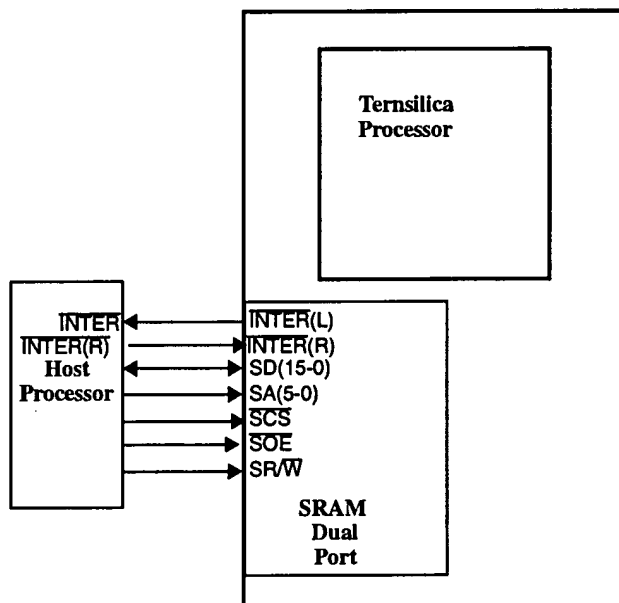 Ternsilica
Processor
INTER
INTER(R)
Host
Processor
INTER(L)
INTER(R)
SD(15-0)
SA(5-0)
SCS
SOE
SR/W
SRAM
Dual
Port